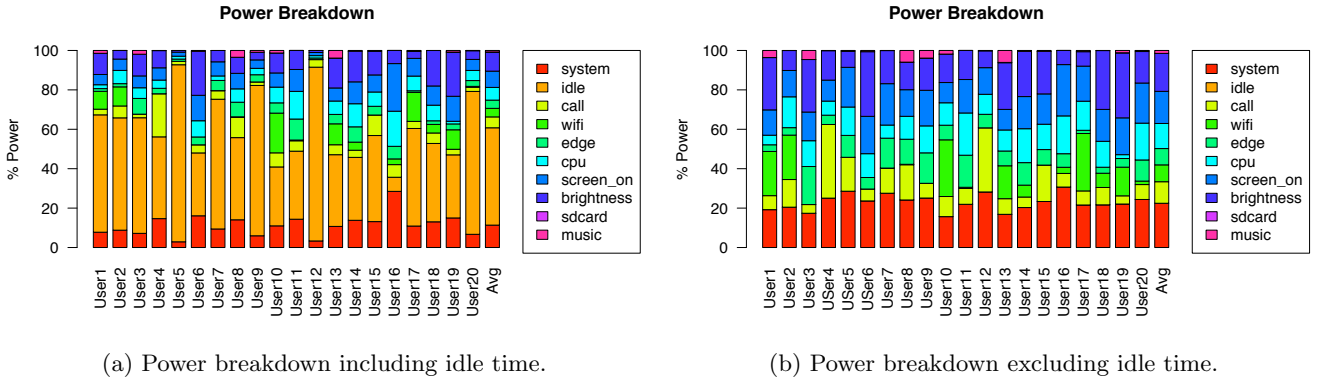 Power Breakdown
% Power
0
20
40
60
80
100
User1
User2
User3
User4
User5
User6
User7
User8
User9
User10
User11
User12
User13
User14
User15
User16
User17
User18
User19
User20
Avg
system
idle
call
wifi
edge
cpu
screen_on
brightness
sdcard
music
(a) Power breakdown including idle time.
Power Breakdown
% Power
0
20
40
60
80
100
User1
User2
User3
USer4
USer5
USer6
User7
User8
User9
User10
User11
User12
User13
User14
User15
User16
User17
User18
User19
User20
Avg
system
idle
call
wifi
edge
cpu
screen_on
brightness
sdcard
music
(b) Power breakdown excluding idle time.